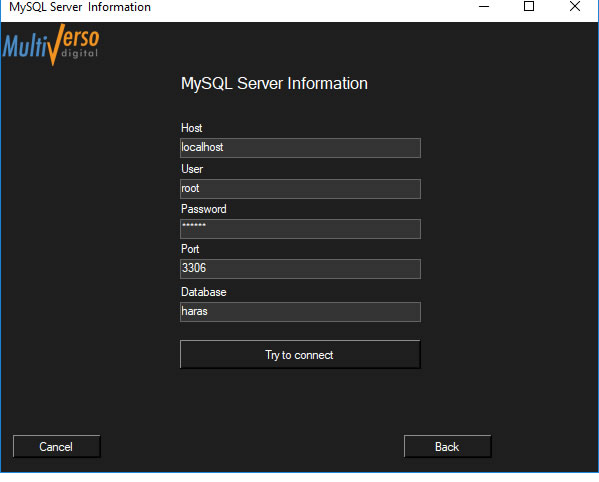 MySQL Server Information
MultiVerso
digital
MySQL Server Information
Host
localhost
User
root
Password
******
Port
3306
Database
haras
Try to connect
Cancel
Back